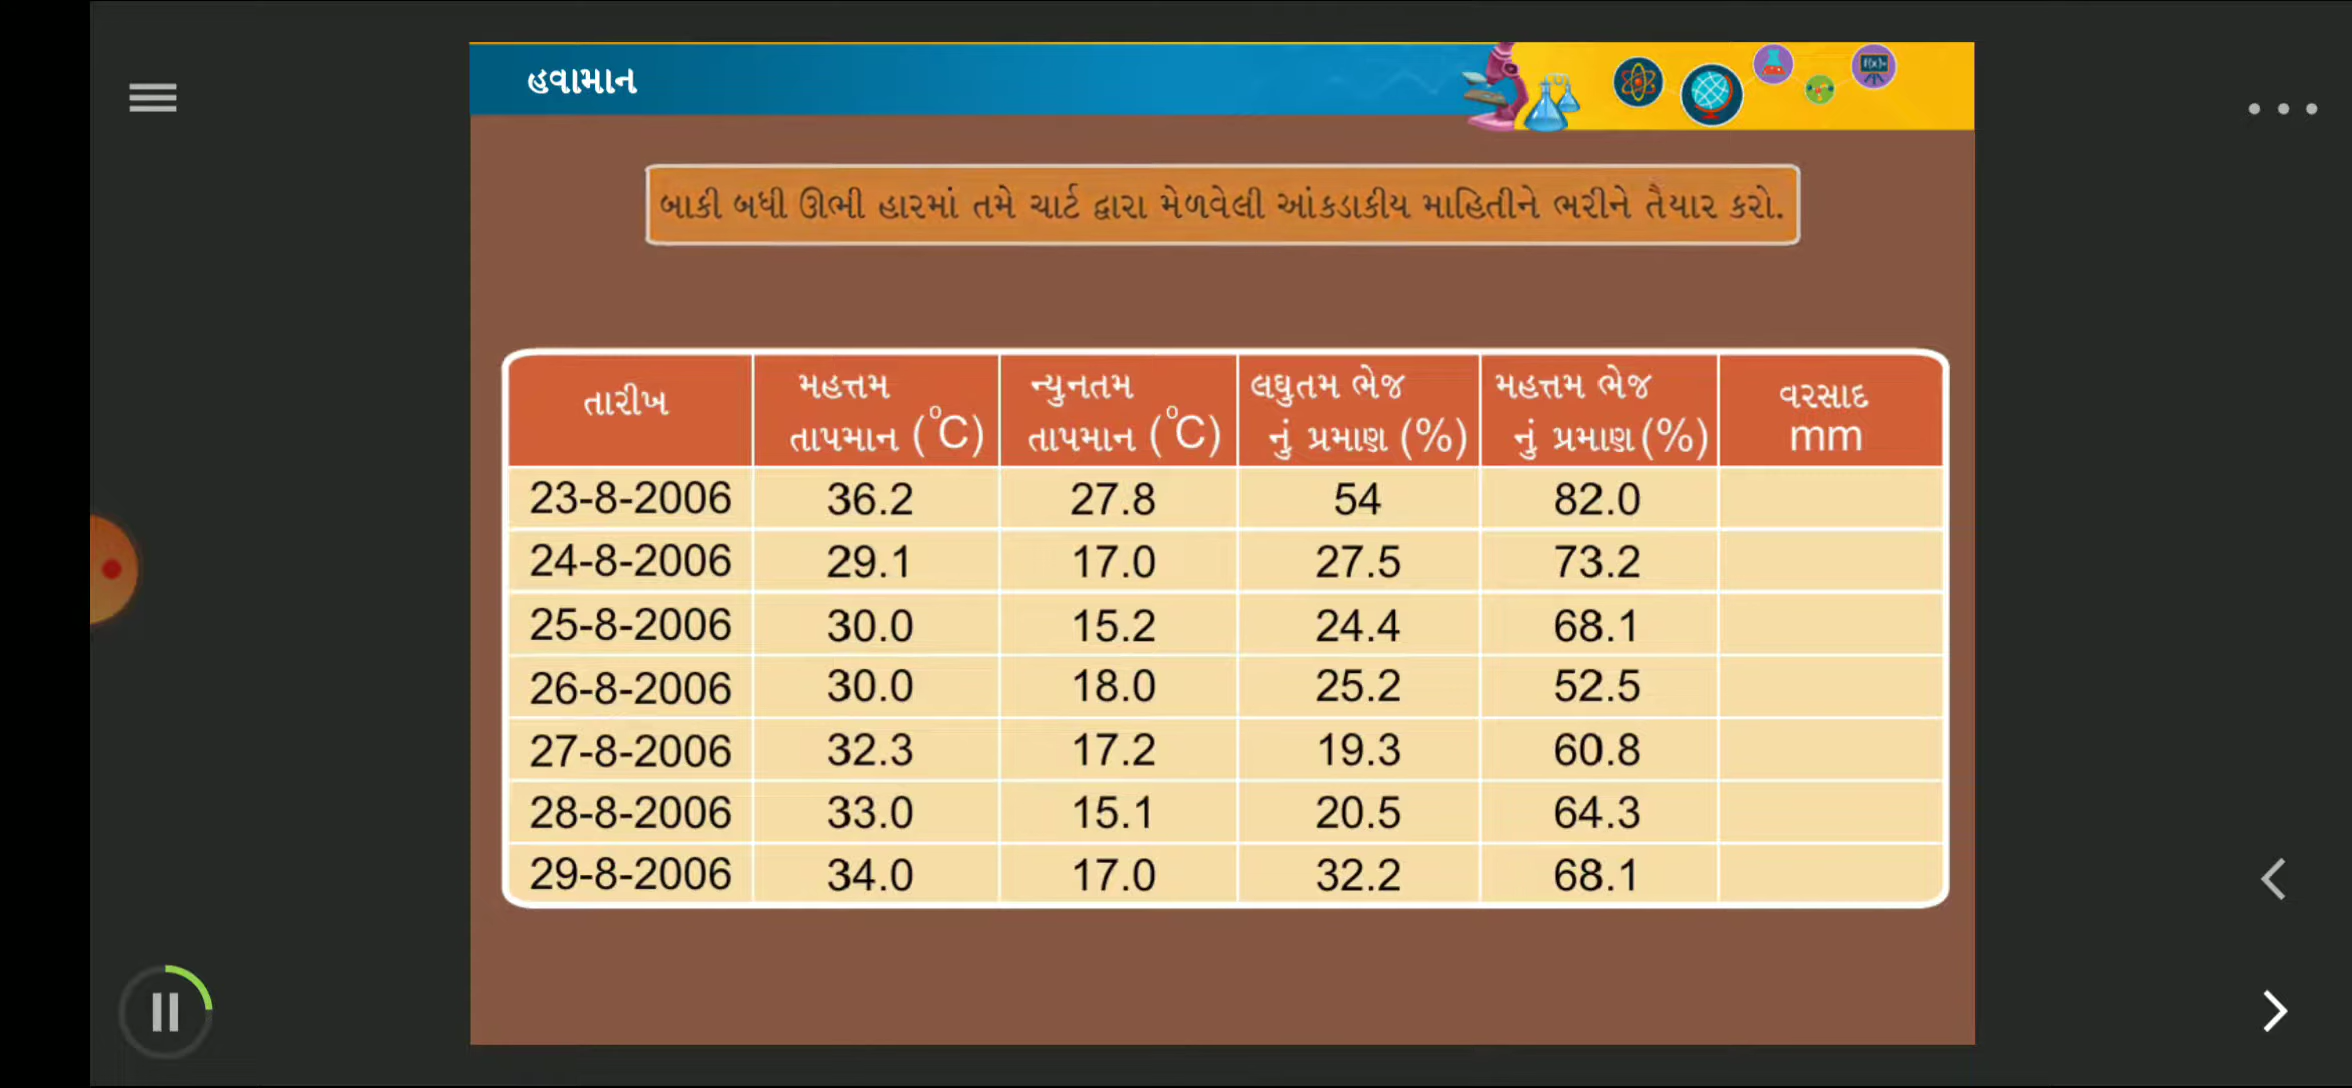 હવામાન
f(x)=
બાકી બધી ઊભી હારમાં તમે ચાર્ટ દ્વારા મેળવેલી આંકડાકીય માહિતીને ભરીને તૈયાર કરો.
તારીખ મહત્તમ તાપમાન (°C) ન્યુનતમ તાપમાન (°C) લઘુતમ ભેજ નું પ્રમાણ (%) મહત્તમ ભેજ નું પ્રમાણ (%) વરસાદ mm
23-8-2006 36.2 27.8 54 82.0
24-8-2006 29.1 17.0 27.5 73.2
25-8-2006 30.0 15.2 24.4 68.1
26-8-2006 30.0 18.0 25.2 52.5
27-8-2006 32.3 17.2 19.3 60.8
28-8-2006 33.0 15.1 20.5 64.3
29-8-2006 34.0 17.0 32.2 68.1